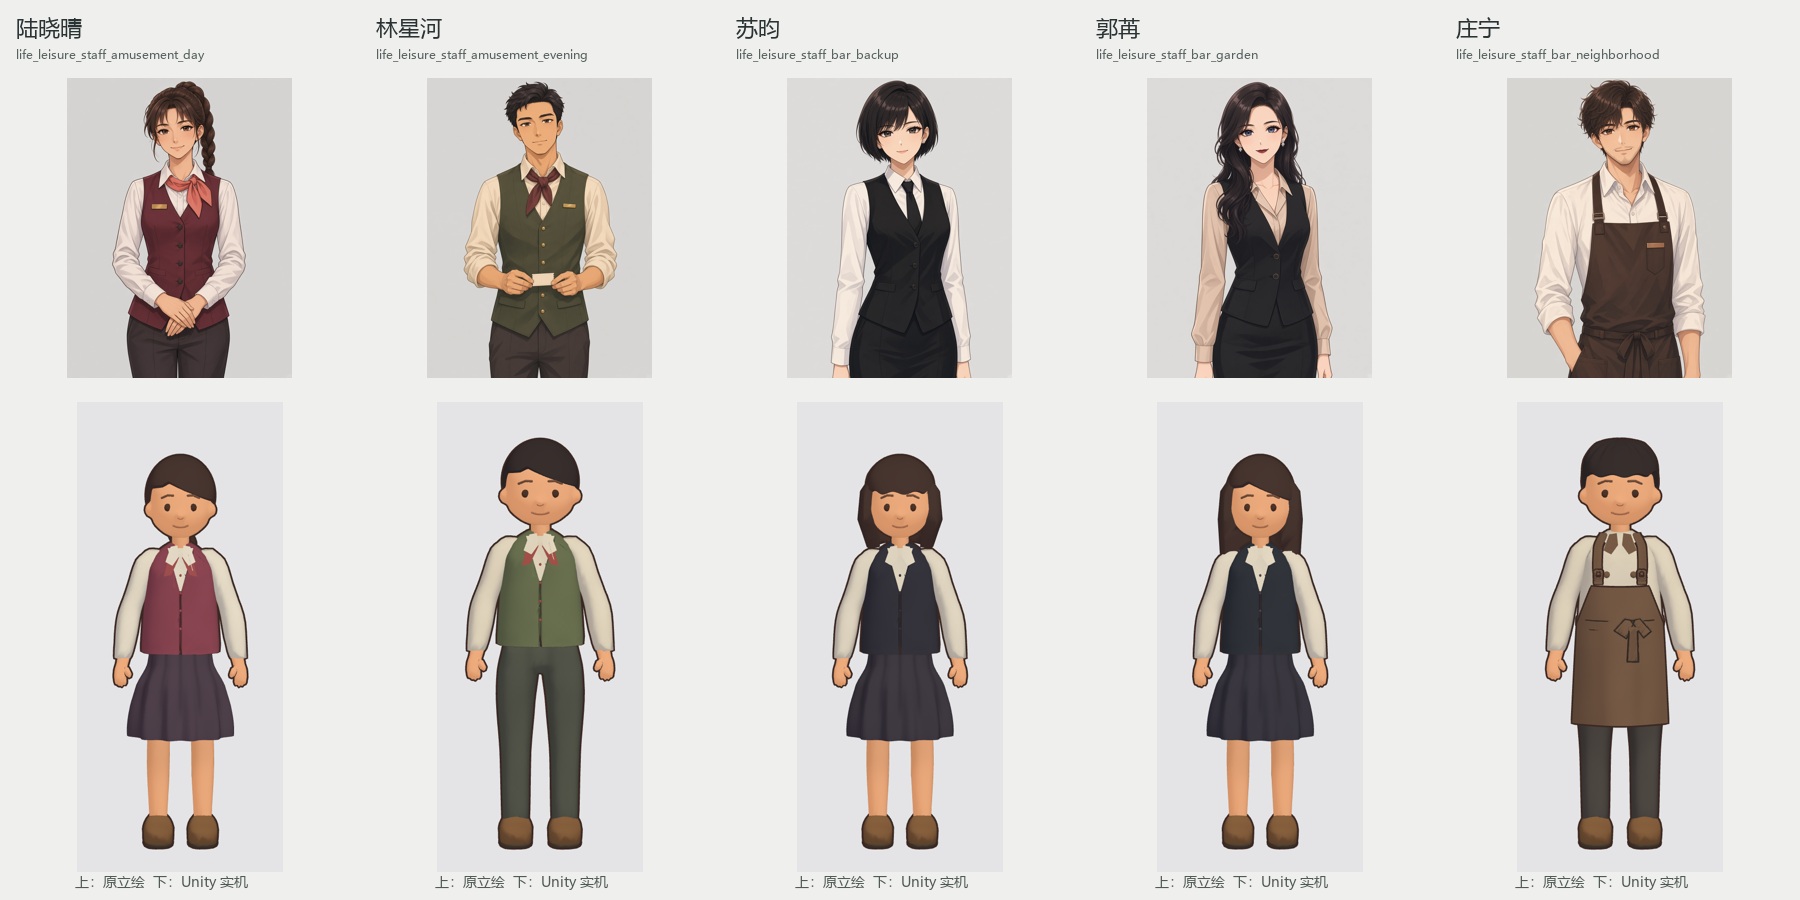 陆晓晴
life_leisure_staff_amusement_day
林星河
life_leisure_staff_amusement_evening
苏昀
life_leisure_staff_bar_backup
郭苒
life_leisure_staff_bar_garden
庄宁
life_leisure_staff_bar_neighborhood
上：原立绘 下：Unity 实机
上：原立绘 下：Unity 实机
上：原立绘 下：Unity 实机
上：原立绘 下：Unity 实机
上：原立绘 下：Unity 实机